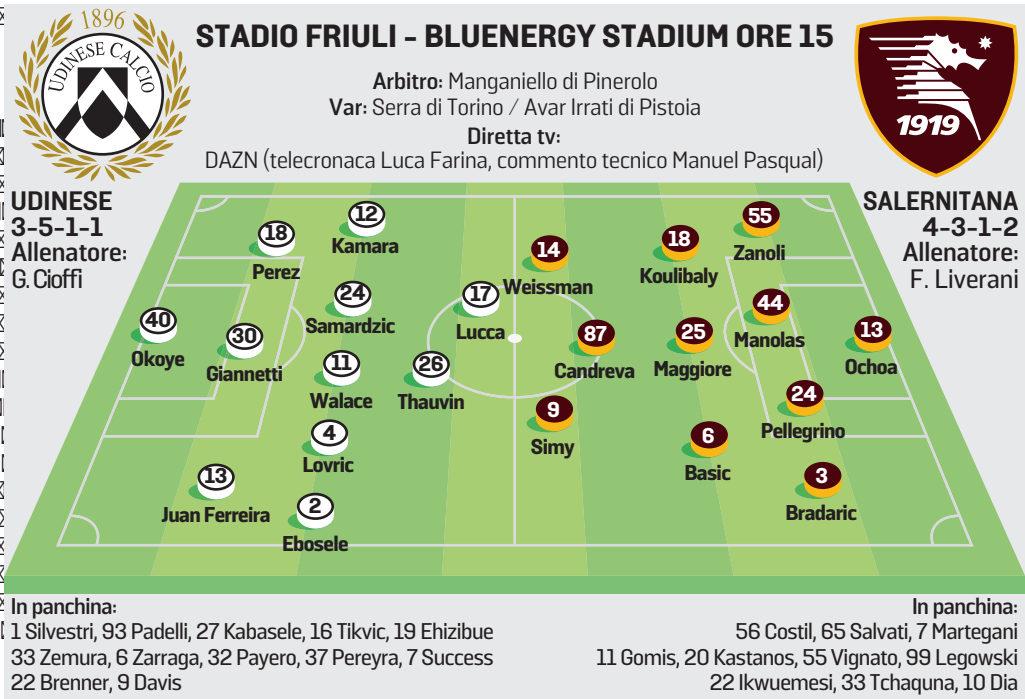 1896
UDINESE CALCIO
STADIO FRIULI - BLUENERGY STADIUM ORE 15
Arbitro: Manganiello di Pinerolo
Var: Serra di Torino / Avar Irrati di Pistoia
Diretta tv:
DAZN (telecronaca Luca Farina, commento tecnico Manuel Pasqual)
1919
UDINESE
3-5-1-1
Allenatore:
G. Cioffi
SALERNITANA
4-3-1-2
Allenatore:
F. Liverani
12
Kamara
18
Perez
24
Samardzic
40
Okoye
30
Giannetti
11
Walace
17
Lucca
26
Thauvin
4
Lovric
13
Juan Ferreira
2
Ebosele
14
Weissman
18
Koulibaly
55
Zanoli
87
Candreva
25
Maggiore
44
Manolas
13
Ochoa
9
Simy
24
Pellegrino
6
Basic
3
Bradaric
In panchina:
1 Silvestri, 93 Padelli, 27 Kabasele, 16 Tikvic, 19 Ehizibue
33 Zemura, 6 Zarraga, 32 Payero, 37 Pereyra, 7 Success
22 Brenner, 9 Davis
In panchina:
56 Costil, 65 Salvati, 7 Martegani
11 Gomis, 20 Kastanos, 55 Vignato, 99 Legowski
22 Ikwuemesi, 33 Tchaquna, 10 Dia